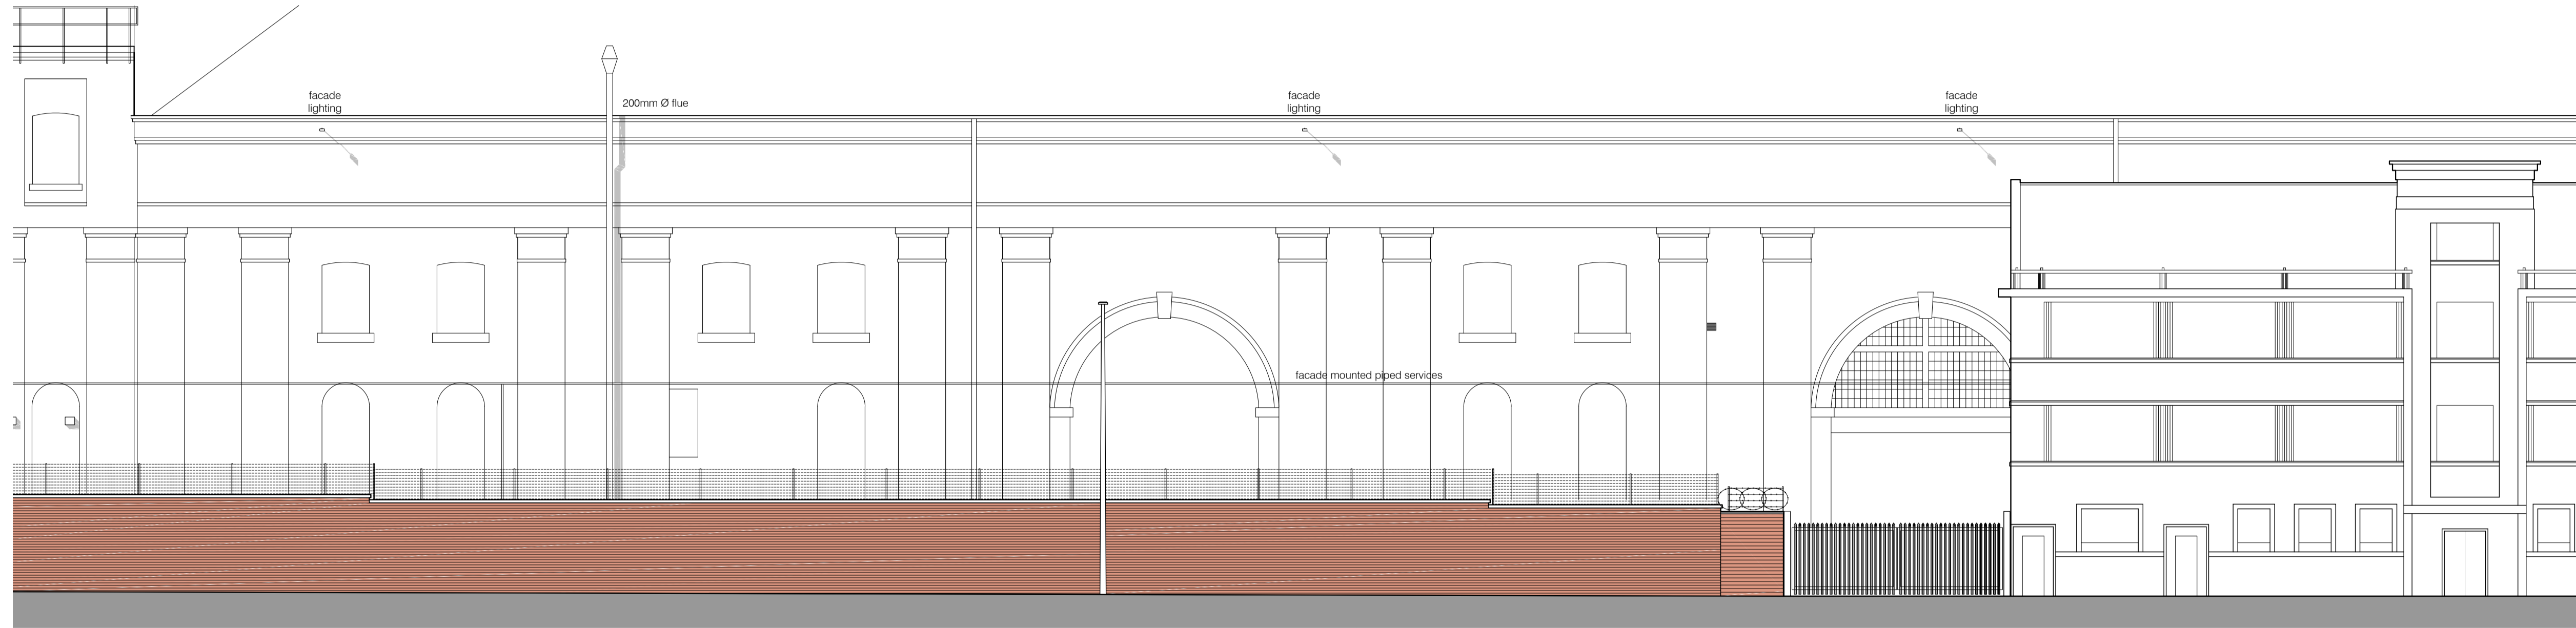 facade
lighting
200mm Ø flue
facade
lighting
facade
lighting
facade mounted piped services